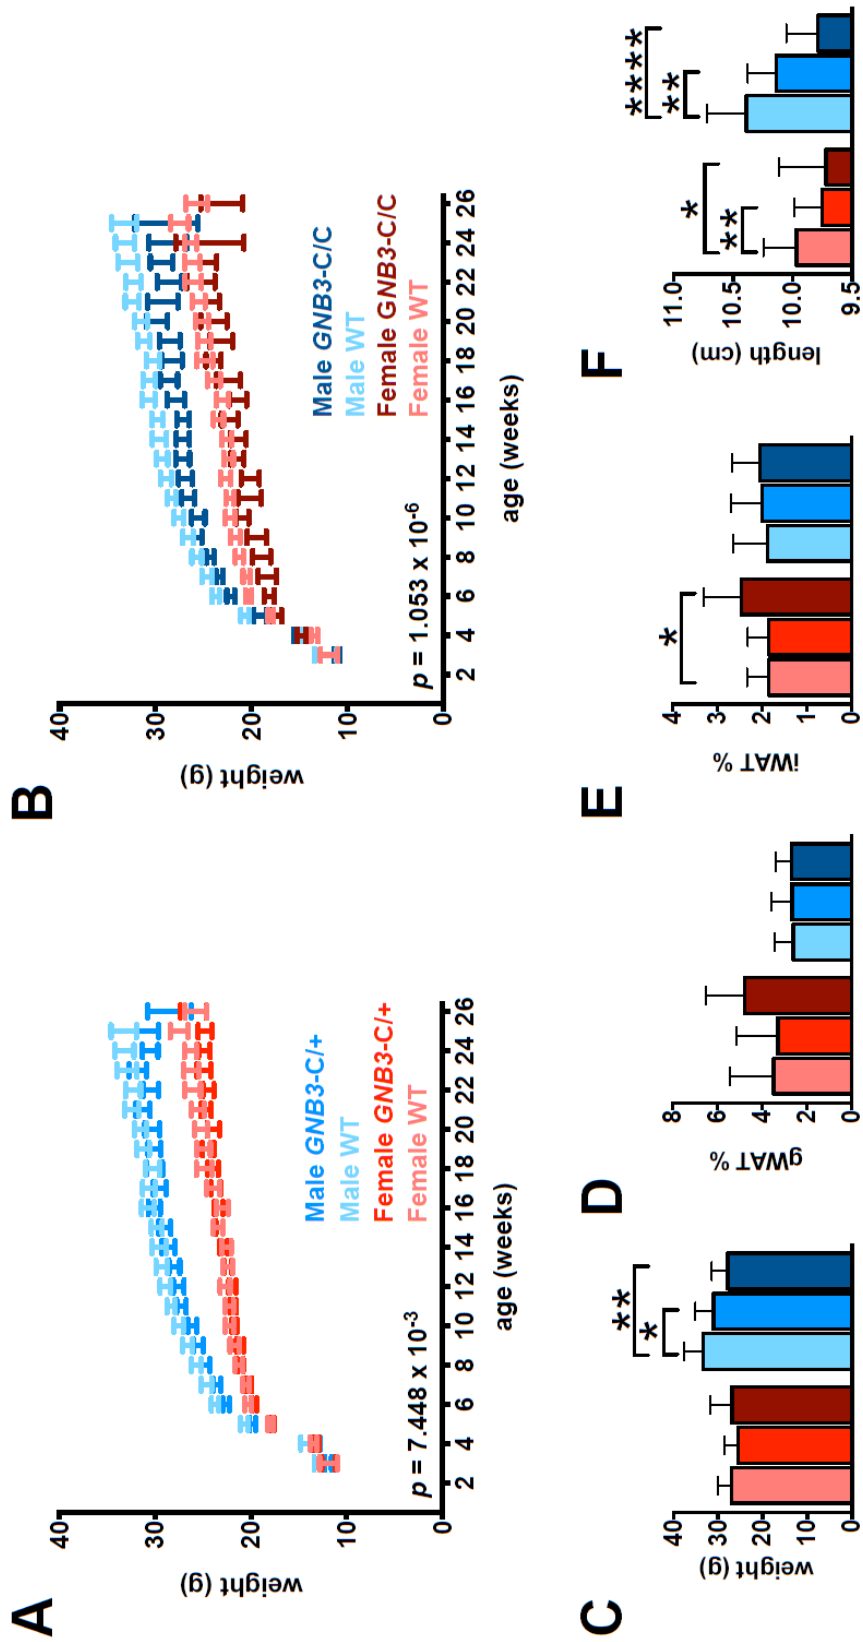 A
weight (g)
40
30
20
10
0
2 4 6 8 10 12 14 16 18 20 22 24 26
age (weeks)
p = 7.448 x 10-3
Male GNB3-C/+
Male WT
Female GNB3-C/+
Female WT
B
weight (g)
40
30
20
10
0
2 4 6 8 10 12 14 16 18 20 22 24 26
age (weeks)
p = 1.053 x 10-6
Male GNB3-C/C
Male WT
Female GNB3-C/C
Female WT
C
weight (g)
40
30
20
10
0
**
*
D
gWAT %
8
6
4
2
0
E
iWAT %
4
3
2
1
0
*
F
length (cm)
11.0
10.5
10.0
9.5
*
**
****
**